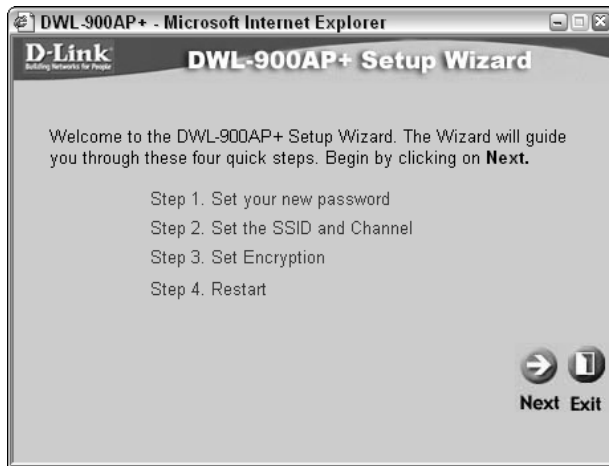 DWL-900AP+ - Microsoft Internet Explorer
D-Link
Building Networks for People
DWL-900AP+ Setup Wizard
Welcome to the DWL-900AP+ Setup Wizard. The Wizard will guide
you through these four quick steps. Begin by clicking on Next.
Step 1. Set your new password
Step 2. Set the SSID and Channel
Step 3. Set Encryption
Step 4. Restart
Next Exit